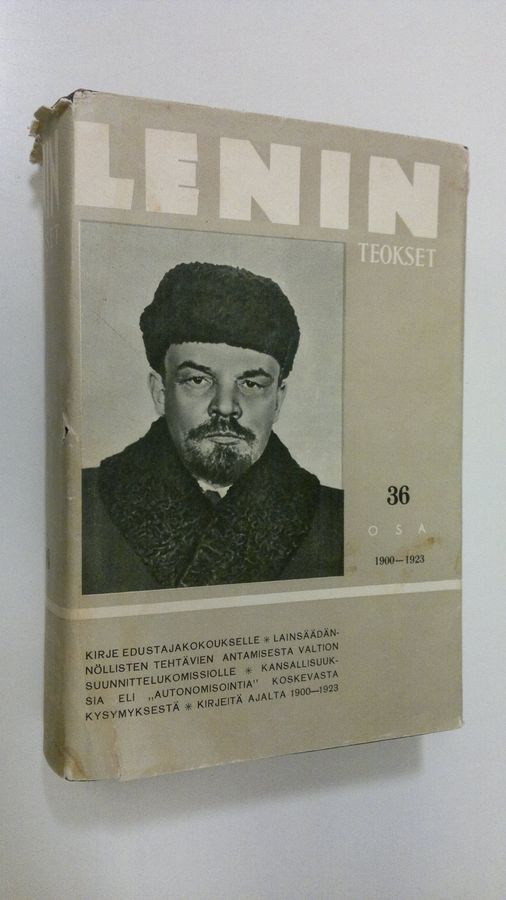 LENIN
TEOKSET
36
OSA
1900—1923
KIRJE EDUSTAJAKOKOUKSELLE ✳ LAINSÄÄDÄN-
NÖLLISTEN TEHTÄVIEN ANTAMISESTA VALTION
SUUNNITTELUKOMISSIOLLE ✳ KANSALLISUUK-
SIA ELI „AUTONOMISOINTIA" KOSKEVASTA
KYSYMYKSESTÄ ✳ KIRJEITÄ AJALTA 1900—1923